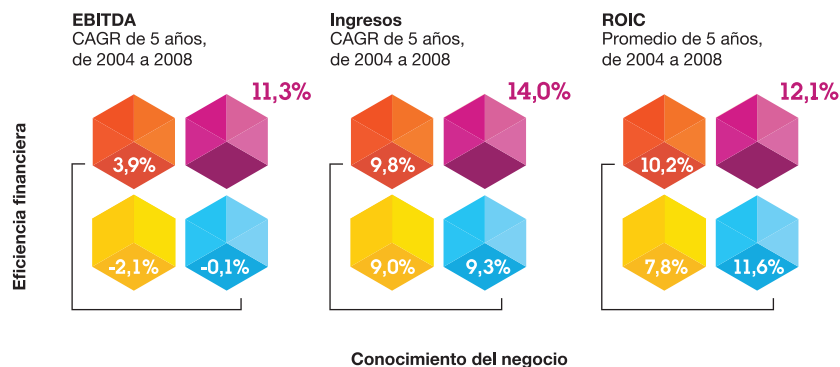 EBITDA
CAGR de 5 años,
de 2004 a 2008
11,3%
3,9%
-2,1%
-0,1%
Ingresos
CAGR de 5 años,
de 2004 a 2008
14,0%
9,8%
9,0%
9,3%
ROIC
Promedio de 5 años,
de 2004 a 2008
12,1%
10,2%
7,8%
11,6%
Eficiencia financiera
Conocimiento del negocio